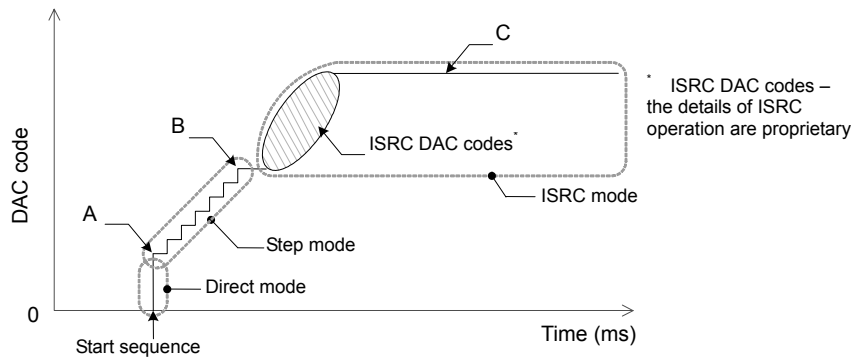 C
* ISRC DAC codes –
the details of ISRC
operation are proprietary
B
ISRC DAC codes*
DAC code
ISRC mode
A
Step mode
Direct mode
0
Time (ms)
Start sequence